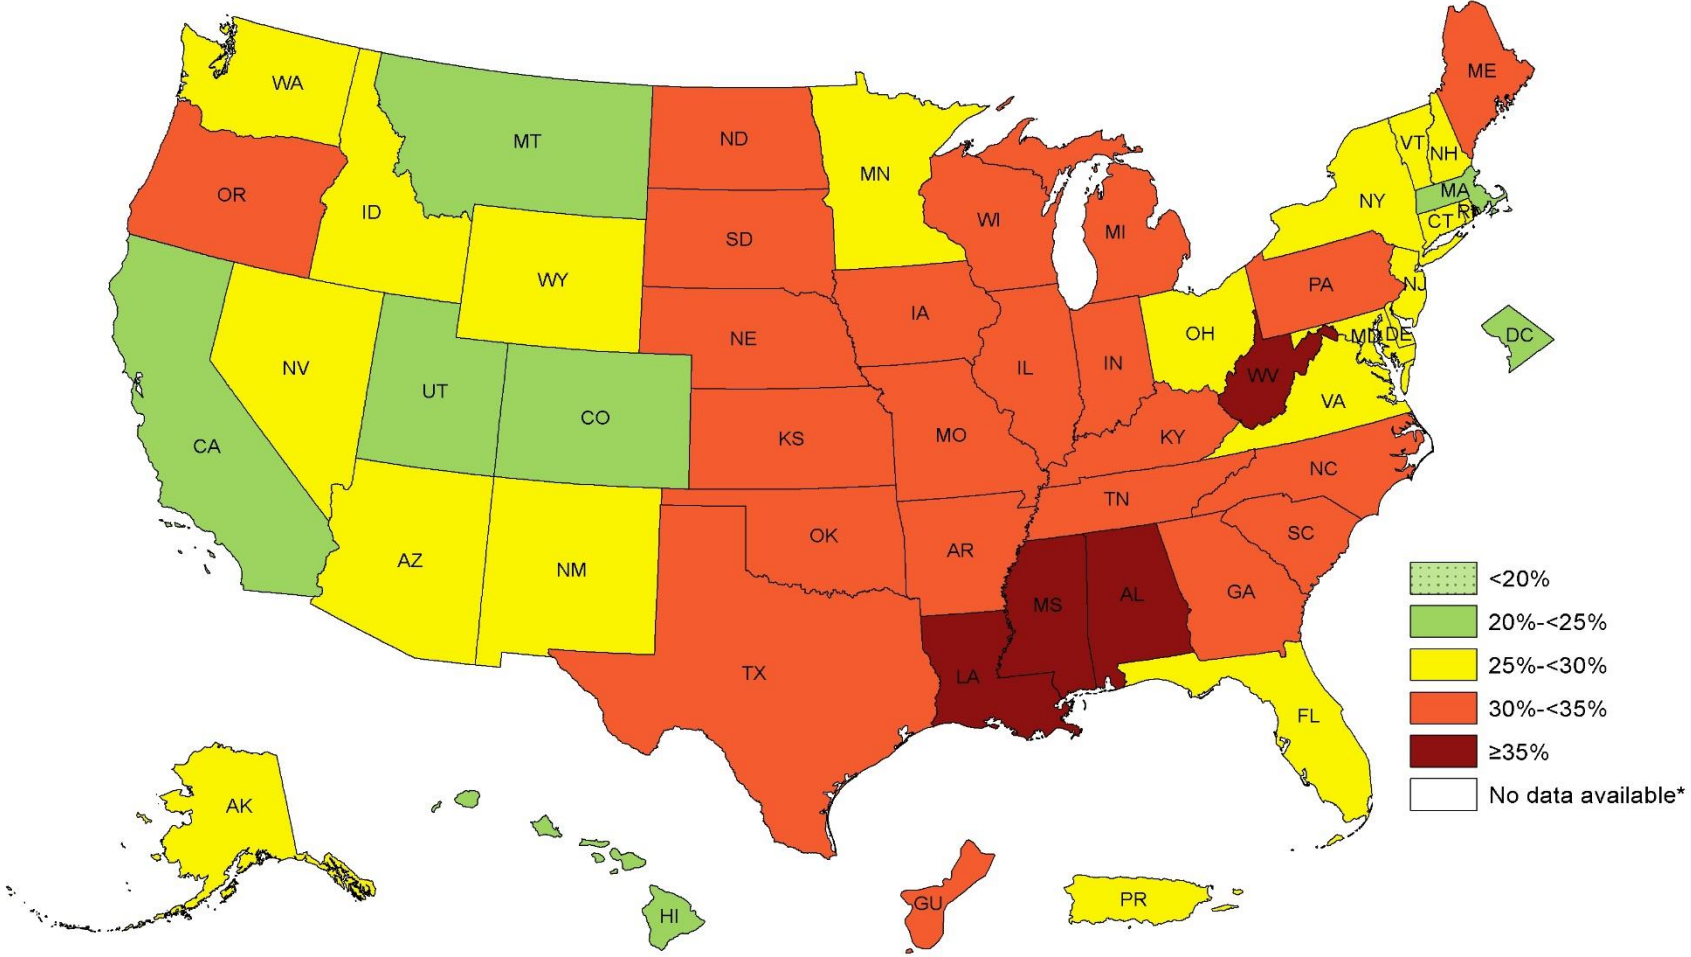 ME
WA
MT
ND
MN
VT
NH
MA
NY
CT
RI
OR
ID
SD
WI
MI
WY
PA
NJ
IA
NE
OH
MD
DE
DC
NV
UT
CO
IL
IN
WV
VA
CA
KS
MO
KY
NC
TN
AZ
NM
OK
AR
SC
MS
AL
GA
TX
LA
FL
<20%
20%-<25%
25%-<30%
30%-<35%
≥35%
No data available*
AK
HI
GU
PR